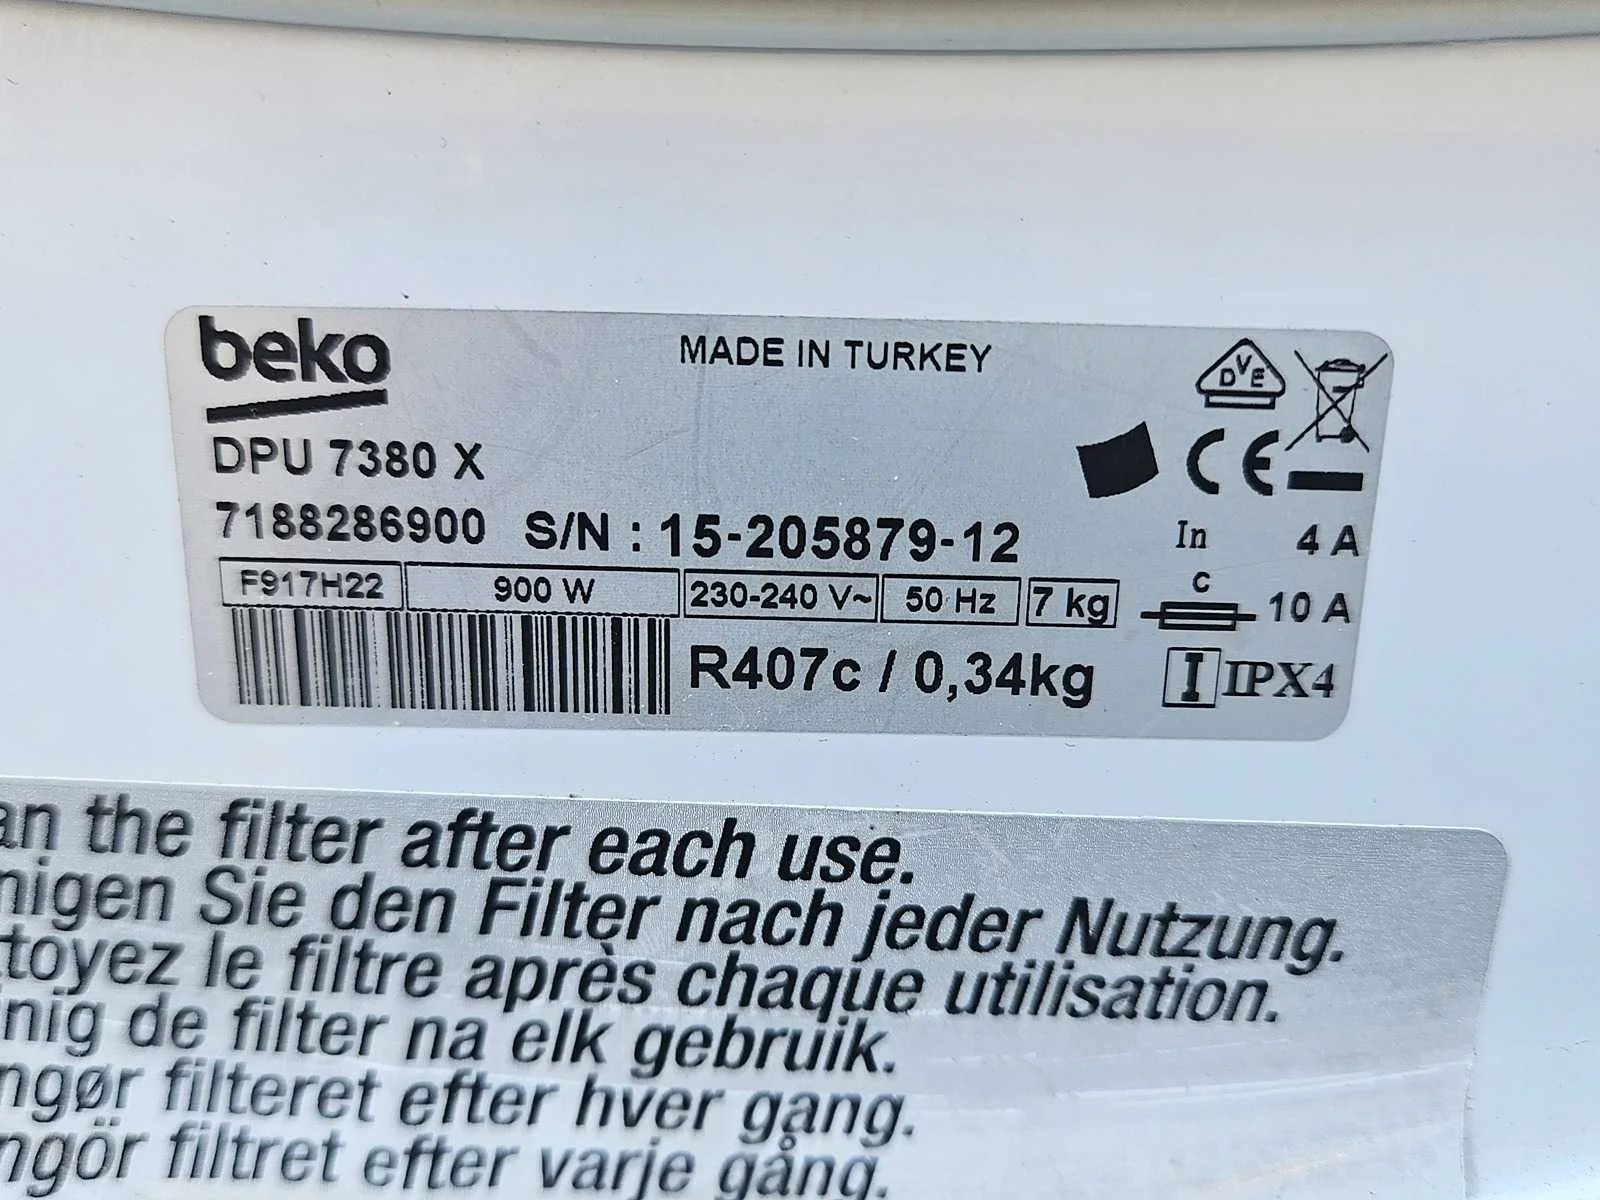 beko
MADE IN TURKEY
DVE
DPU 7380 X
CE
7188286900 S/N : 15-205879-12
In 4 A
F917H22 900 W 230-240 V~ 50 Hz 7 kg
C 10 A
R407c / 0,34kg
I IPX4
an the filter after each use.
nigen Sie den Filter nach jeder Nutzung.
ttoyez le filtre après chaque utilisation.
inig de filter na elk gebruik.
ngør filteret efter hver gang.
ngör filtret efter varje gång.